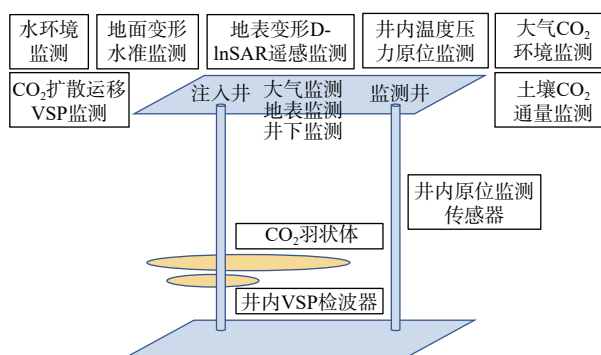 水环境
监测
地面变形
水准监测
地表变形D-
lnSAR遥感监测
井内温度压
力原位监测
大气CO₂
环境监测
CO₂扩散运移
VSP监测
注入井
大气监测
地表监测
井下监测
监测井
土壤CO₂
通量监测
井内原位监测
传感器
CO₂羽状体
井内VSP检波器